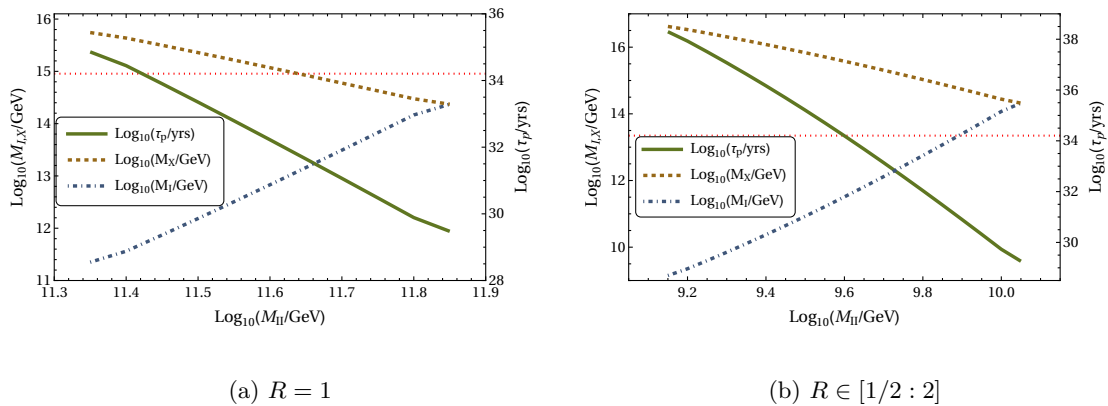 16
15
14
13
12
11
Log10(MI,X/GeV)
36
34
32
30
28
Log10(τp/yrs)
Log10(τp/yrs)
Log10(MX/GeV)
Log10(MI/GeV)
11.3 11.4 11.5 11.6 11.7 11.8 11.9
Log10(MII/GeV)
(a) R = 1
16
14
12
10
Log10(MI,X/GeV)
38
36
34
32
30
Log10(τp/yrs)
Log10(τp/yrs)
Log10(MX/GeV)
Log10(MI/GeV)
9.2 9.4 9.6 9.8 10.0
Log10(MII/GeV)
(b) R ∈ [1/2 : 2]